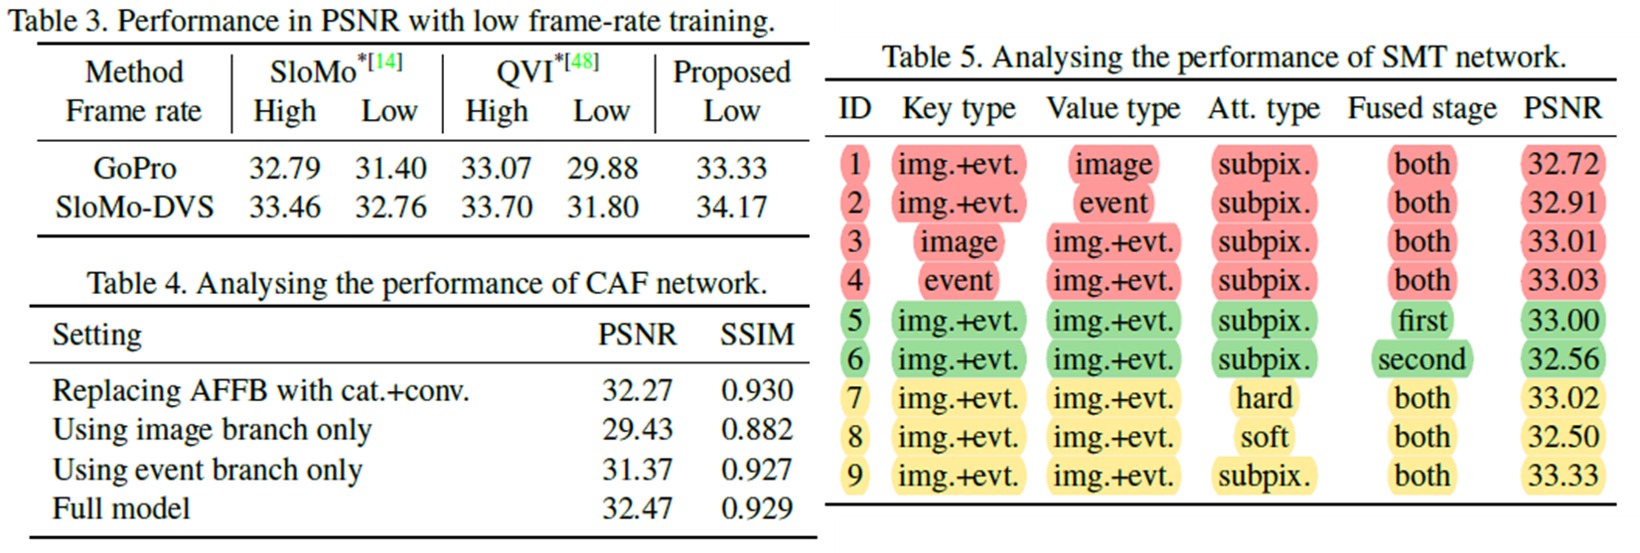 Table 3. Performance in PSNR with low frame-rate training.
Method SloMo*[14] QVI*[48] Proposed
Frame rate High Low High Low Low
GoPro 32.79 31.40 33.07 29.88 33.33
SloMo-DVS 33.46 32.76 33.70 31.80 34.17
Table 4. Analysing the performance of CAF network.
Setting PSNR SSIM
Replacing AFFB with cat.+conv. 32.27 0.930
Using image branch only 29.43 0.882
Using event branch only 31.37 0.927
Full model 32.47 0.929
Table 5. Analysing the performance of SMT network.
ID Key type Value type Att. type Fused stage PSNR
1 img.+evt. image subpix. both 32.72
2 img.+evt. event subpix. both 32.91
3 image img.+evt. subpix. both 33.01
4 event img.+evt. subpix. both 33.03
5 img.+evt. img.+evt. subpix. first 33.00
6 img.+evt. img.+evt. subpix. second 32.56
7 img.+evt. img.+evt. hard both 33.02
8 img.+evt. img.+evt. soft both 32.50
9 img.+evt. img.+evt. subpix. both 33.33